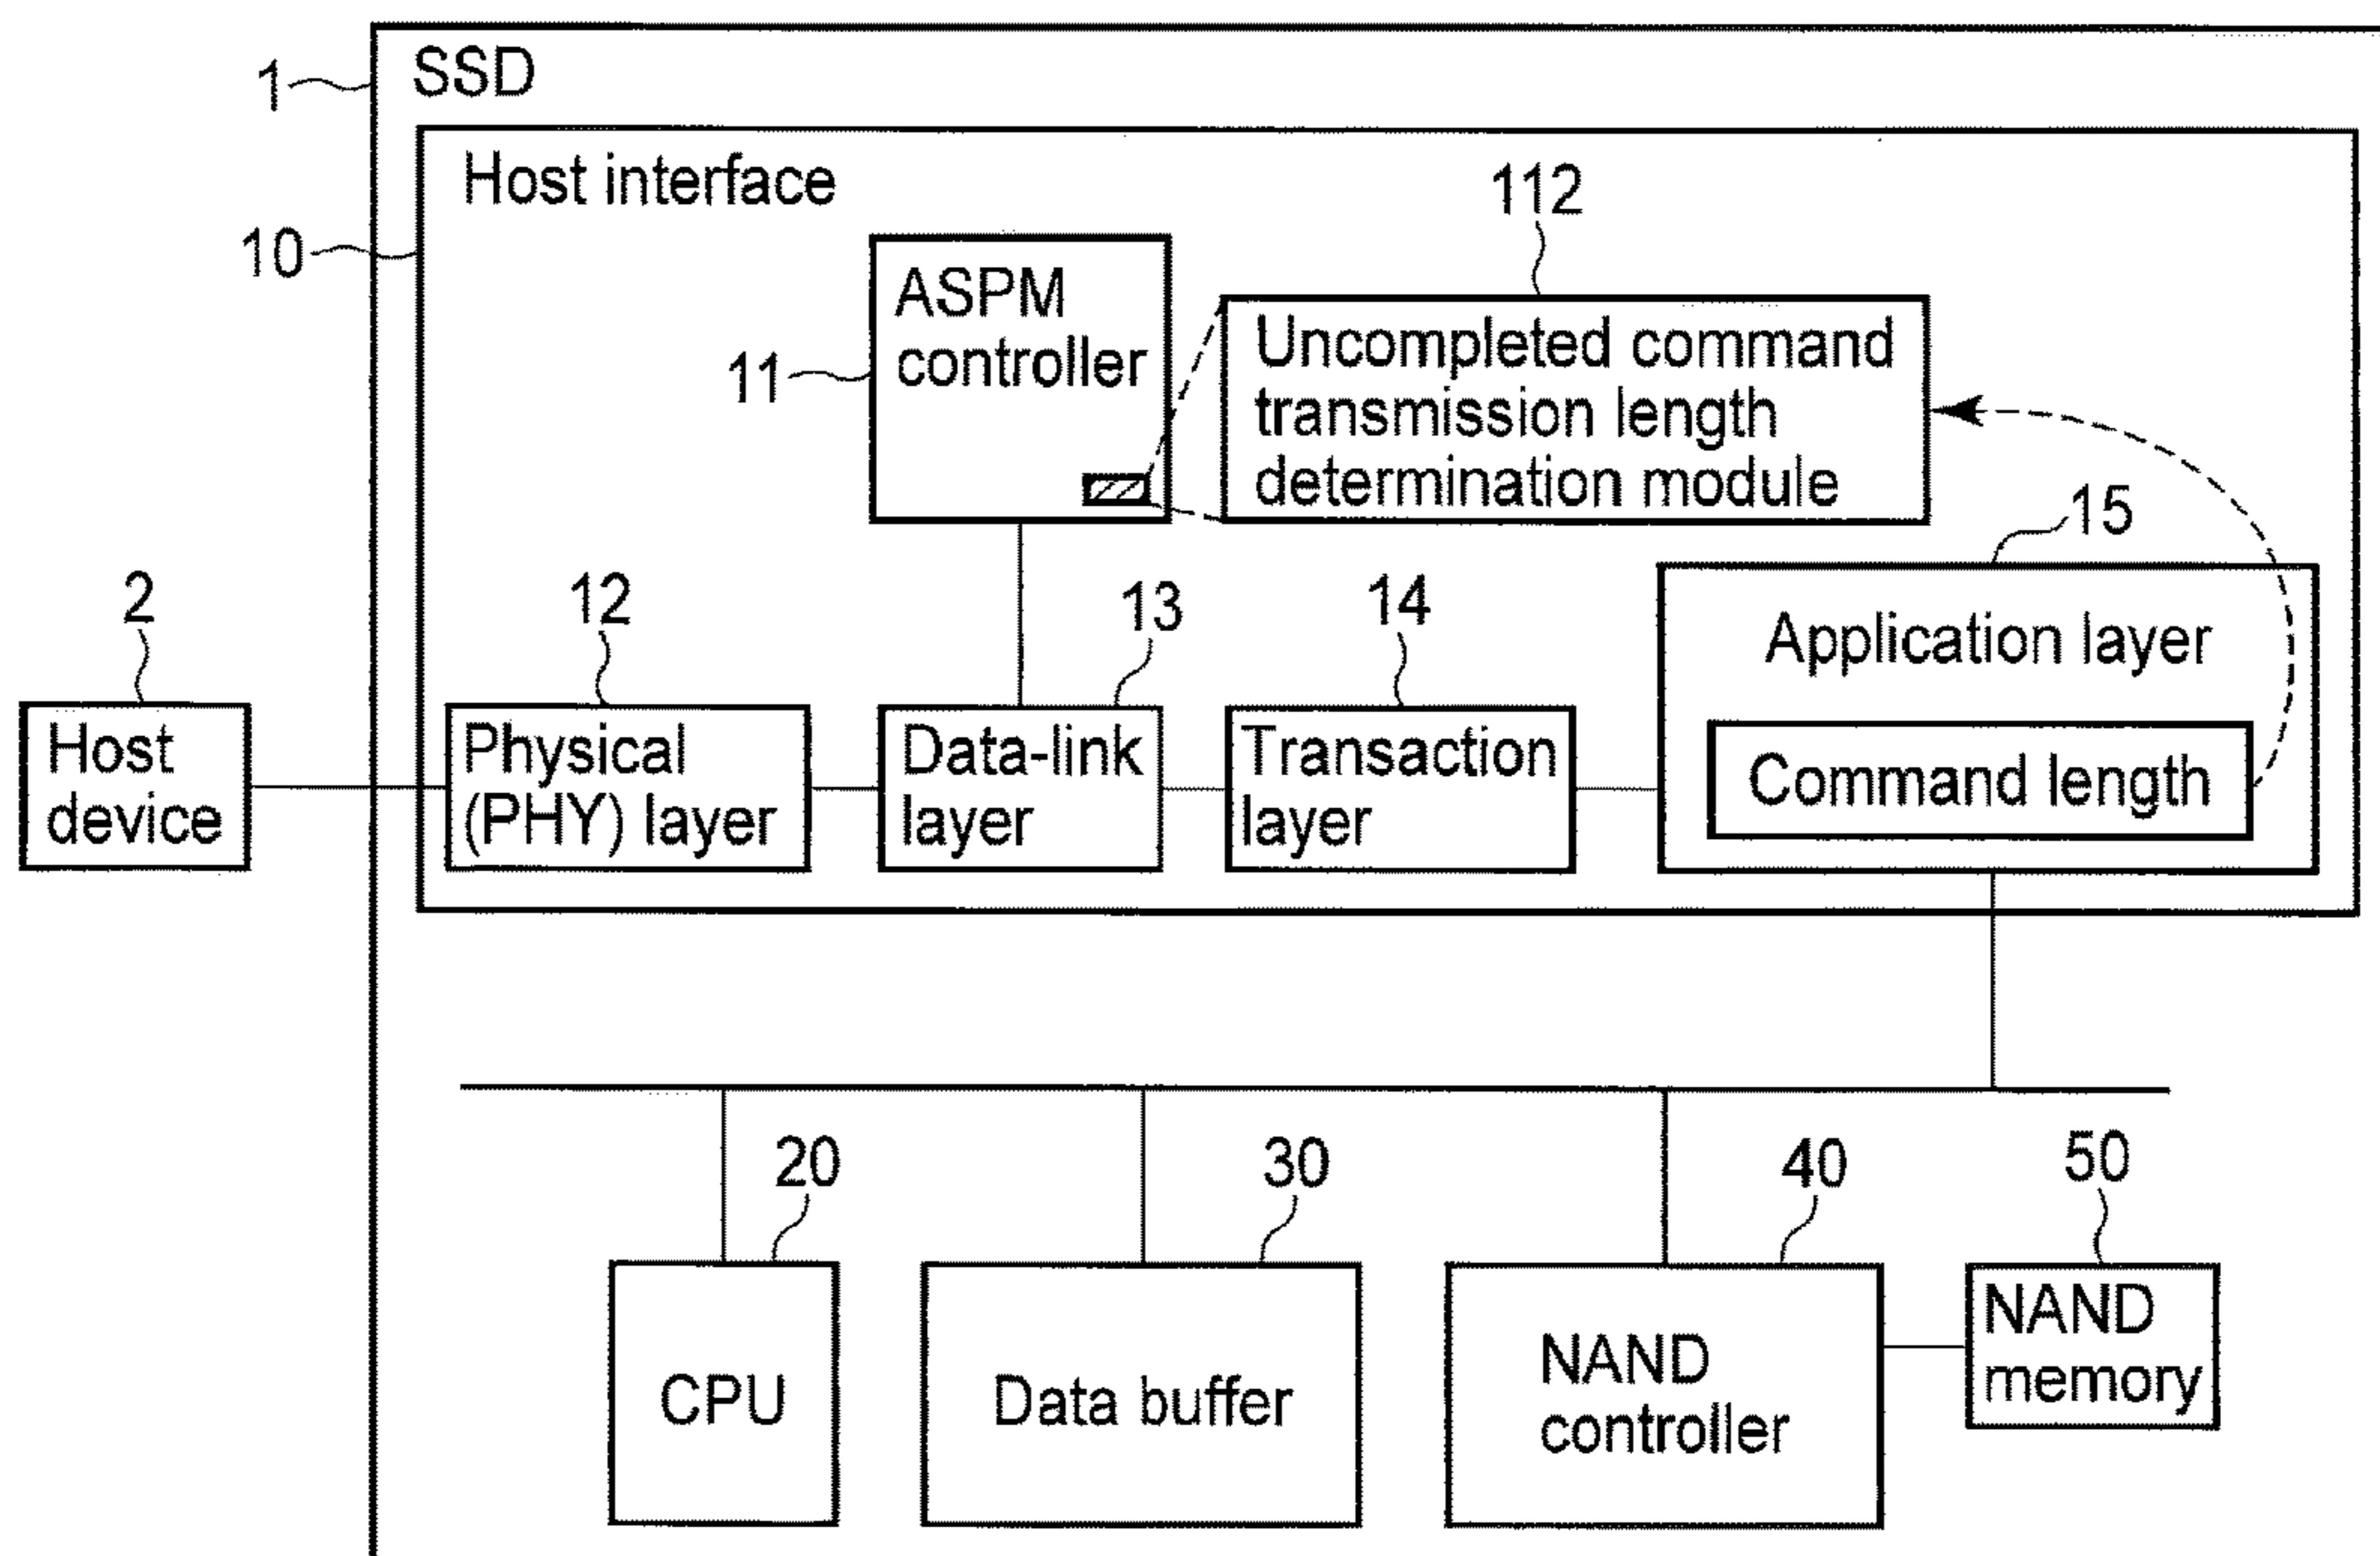 1
SSD
Host interface
10
112
ASPM
controller
11
Uncompleted command
transmission length
determination module
15
2
12
13
14
Application layer
Host
device
Physical
(PHY) layer
Data-link
layer
Transaction
layer
Command length
20
30
40
50
CPU
Data buffer
NAND
controller
NAND
memory